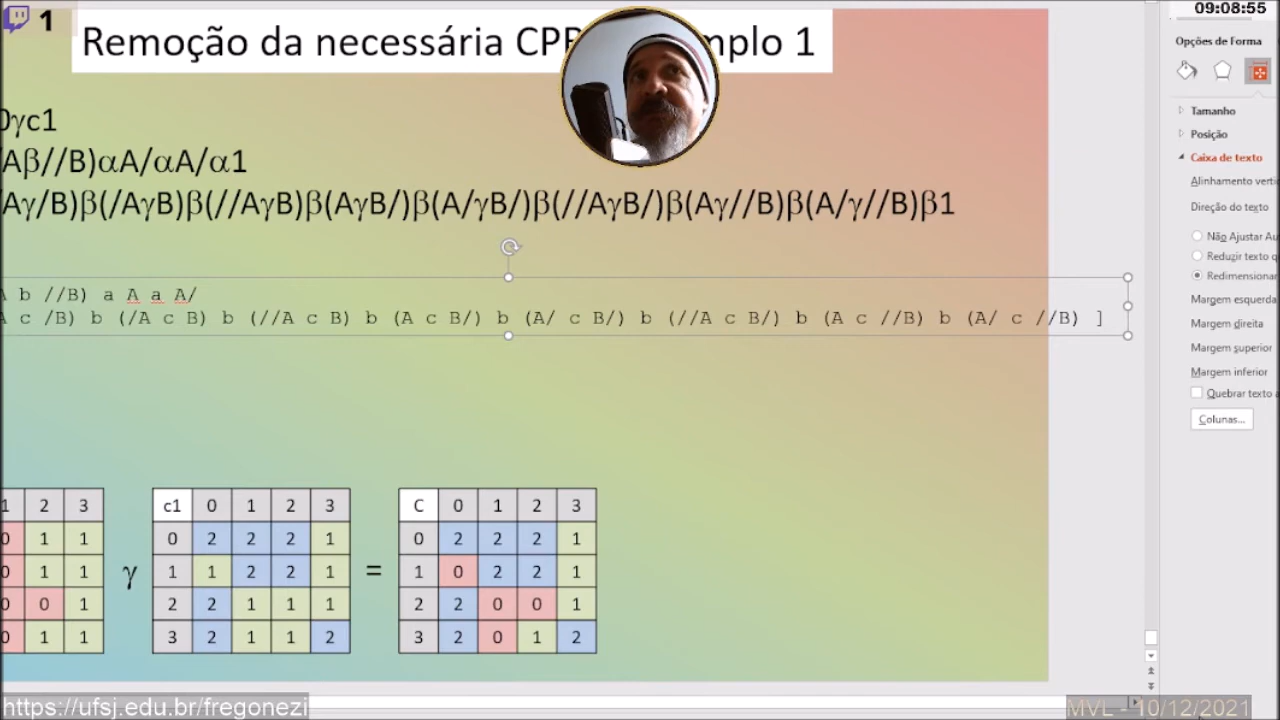 1
Remoção da necessária CPP
mplo 1
09:08:55
Opções de Forma
Tamanho
Posição
Caixa de texto
Alinhamento verti
Direção do texto
Não Ajustar Au
Reduzir texto q
Redimensiona
Margem esquerda
Margem direita
Margem superior
Margem inferior
Quebrar texto a
Colunas...
0γc1
Aβ//B)αA/αA/α1
Aγ/B)β(/AγB)β(//AγB)β(AγB/)β(A/γB/)β(//AγB/)β(Aγ//B)β(A/γ//B)β1
A b //B) a A a A/
A c /B) b (/A c B) b (//A c B) b (A c B/) b (A/ c B/) b (//A c B/) b (A c //B) b (A/ c //B) ]
1 2 3
0 1 1
0 1 1
0 0 1
0 1 1
γ
c1 0 1 2 3
0 2 2 2 1
1 1 2 2 1
2 2 1 1 1
3 2 1 1 2
=
C 0 1 2 3
0 2 2 2 1
1 0 2 2 1
2 2 0 0 1
3 2 0 1 2
https://ufsj.edu.br/fregonezi
MVL - 10/12/2021